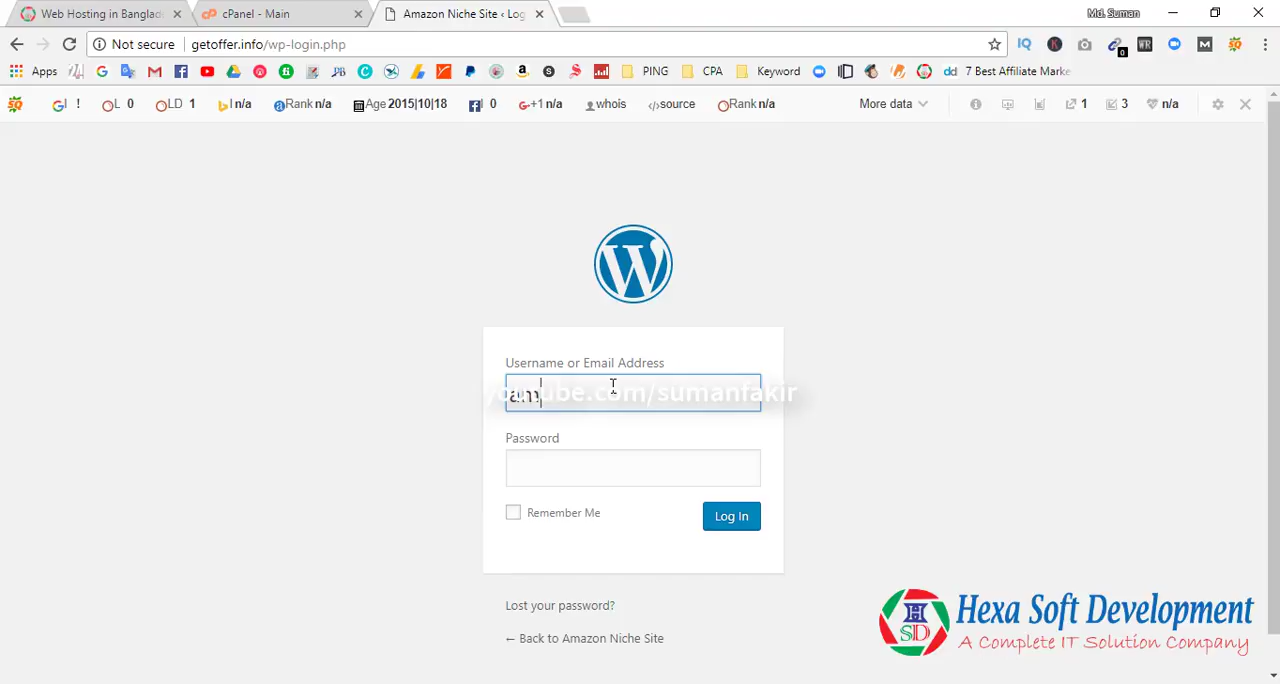 Web Hosting in Banglad
cPanel - Main
Amazon Niche Site ‹ Log
Md. Suman
Not secure
getoffer.info/wp-login.php
Apps
PING
CPA
Keyword
dd 7 Best Affiliate Marke
! L 0 LD 1 I n/a Rank n/a Age 2015|10|18 0 +1 n/a whois source Rank n/a More data 1 3 n/a
Username or Email Address
am
youtube.com/sumanfakir
Password
Remember Me
Log In
Lost your password?
← Back to Amazon Niche Site
HSD
Hexa Soft Development
A Complete IT Solution Company